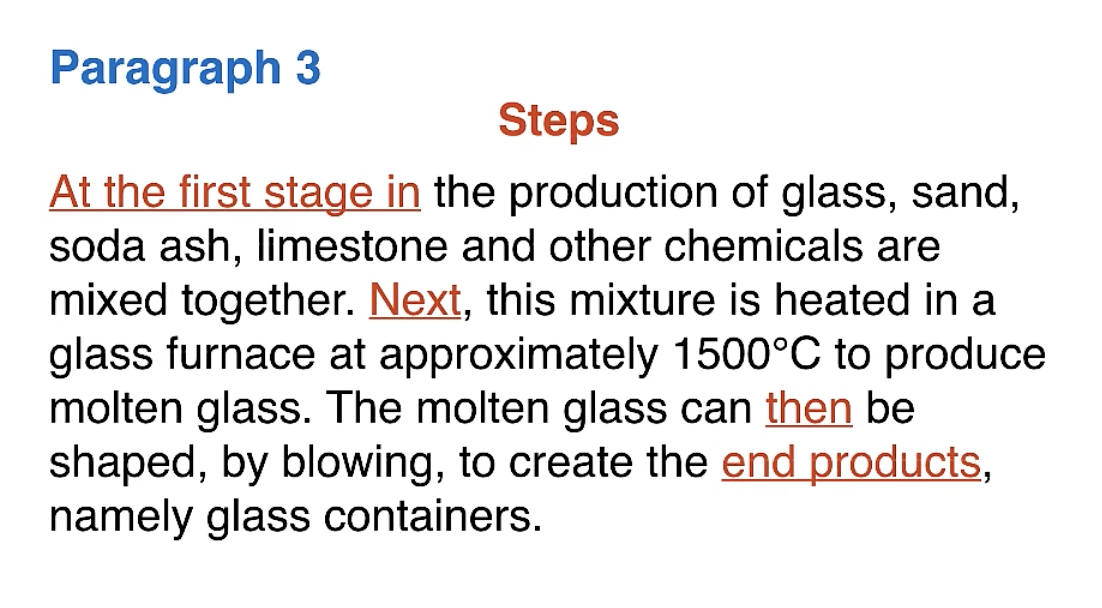 Paragraph 3
Steps
At the first stage in the production of glass, sand,
soda ash, limestone and other chemicals are
mixed together. Next, this mixture is heated in a
glass furnace at approximately 1500°C to produce
molten glass. The molten glass can then be
shaped, by blowing, to create the end products,
namely glass containers.